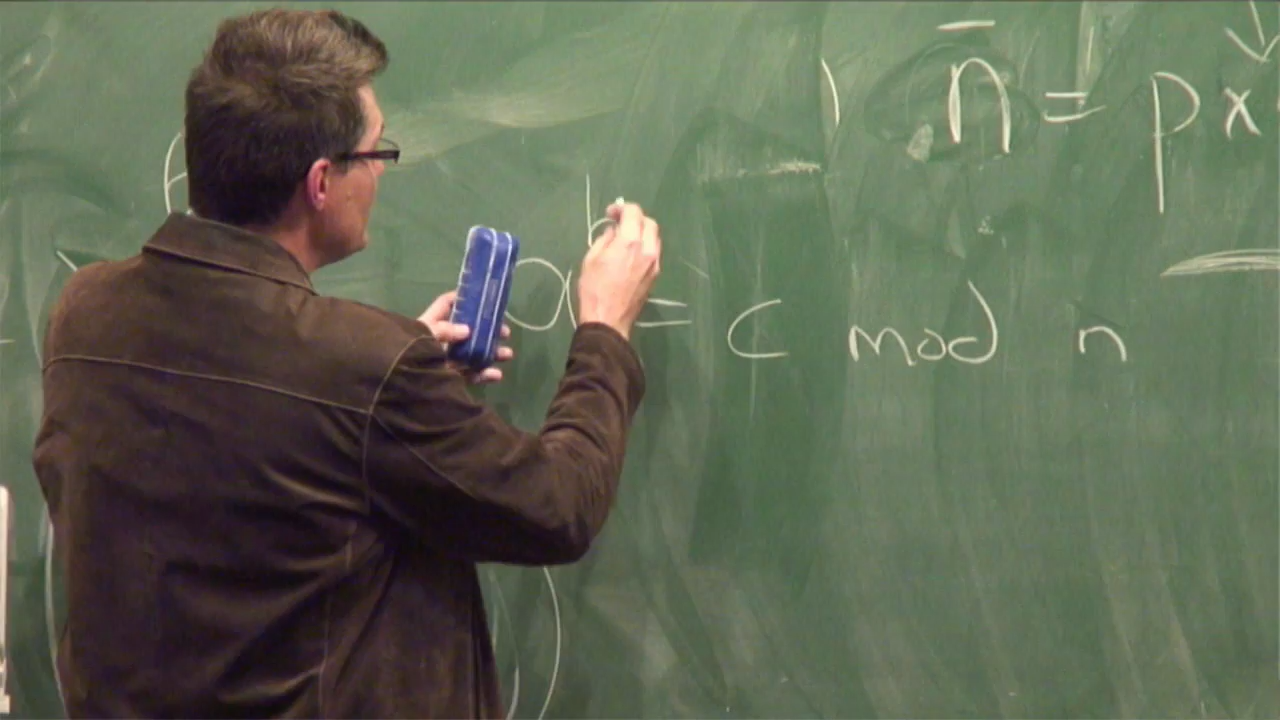 n = p x
a^b = c mod n